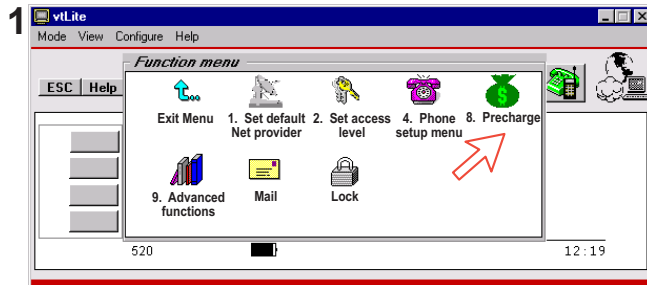 1
vtLite
Mode View Configure Help
Function menu
ESC Help
Exit Menu
1. Set default
Net provider
2. Set access
level
4. Phone
setup menu
8. Precharge
9. Advanced
functions
Mail
Lock
520
12:19